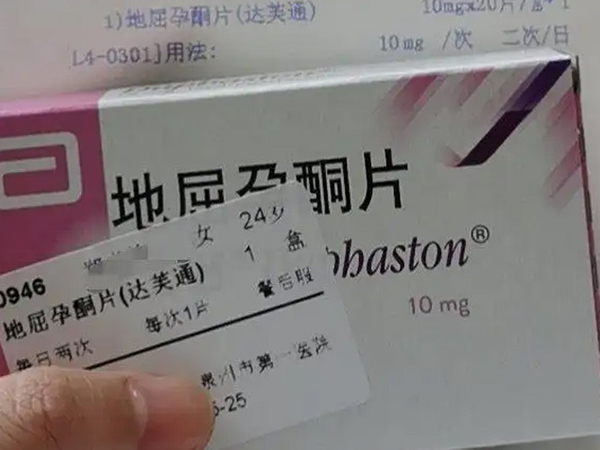 1)地屈孕酮片(达芙通)
10mgx20片/盒*1
L4-0301]用法:
10mg /次 二次/日
地屈孕酮片
phaston®
10 mg
0946
女 24岁
地屈孕酮片(达芙通) 1 盒
每日两次 每次1片 餐后服
泉州市第一医院
5-25